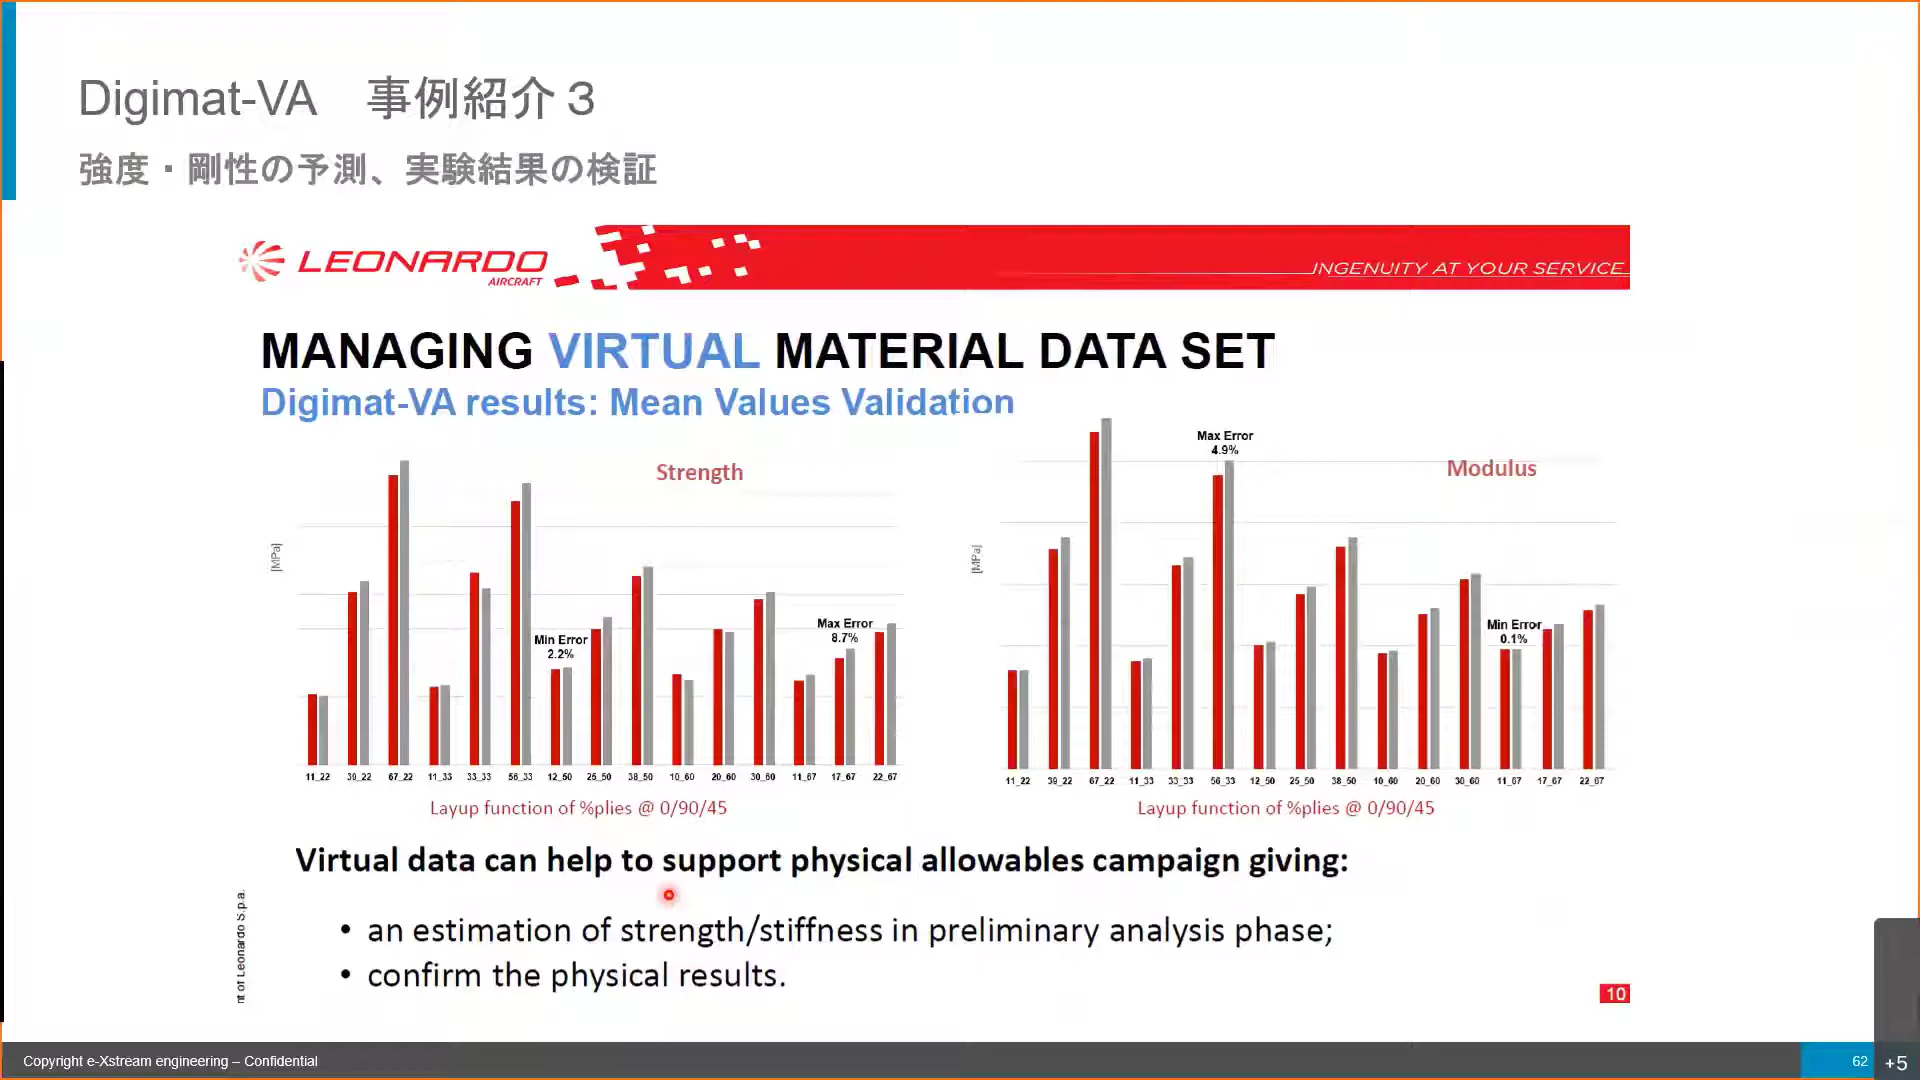 Digimat-VA 事例紹介３
強度・剛性の予測、実験結果の検証
LEONARDO
AIRCRAFT
INGENUITY AT YOUR SERVICE
MANAGING VIRTUAL MATERIAL DATA SET
Digimat-VA results: Mean Values Validation
Strength
[MPa]
Min Error
2.2%
Max Error
8.7%
11_22 39_22 67_22 11_33 33_33 56_33 12_50 25_50 38_50 10_60 20_60 30_60 11_67 17_67 22_67
Layup function of %plies @ 0/90/45
Modulus
[MPa]
Max Error
4.9%
Min Error
0.1%
11_22 39_22 67_22 11_33 33_33 56_33 12_50 25_50 38_50 10_60 20_60 30_60 11_67 17_67 22_67
Layup function of %plies @ 0/90/45
Virtual data can help to support physical allowables campaign giving:
• an estimation of strength/stiffness in preliminary analysis phase;
• confirm the physical results.
nt of Leonardo S.p.a.
10
Copyright e-Xstream engineering – Confidential
62
+5